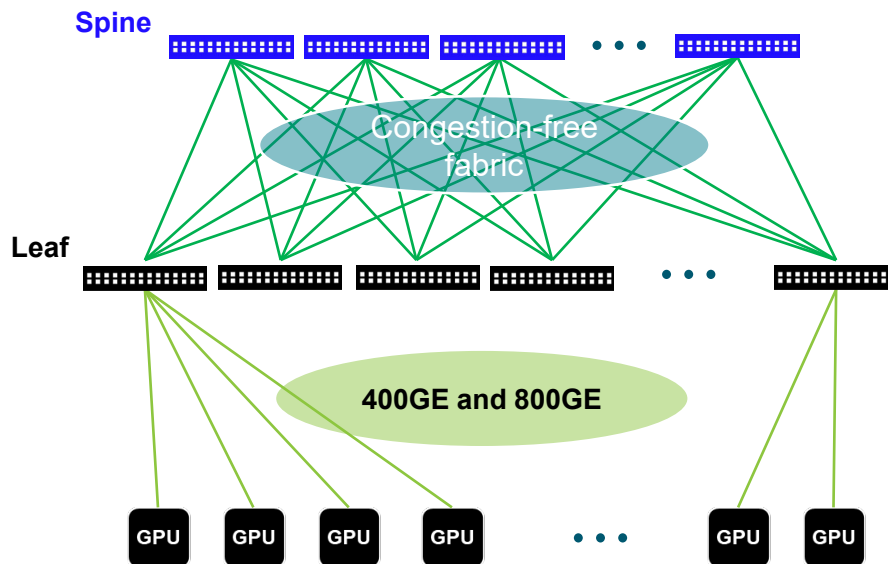 Spine
Congestion-free
fabric
Leaf
400GE and 800GE
GPU
GPU
GPU
GPU
GPU
GPU